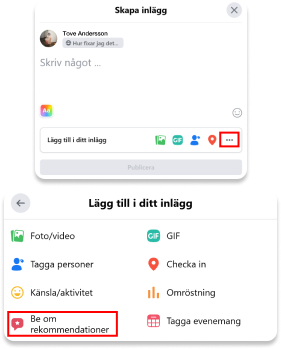 Skapa inlägg
Tove Andersson
Hur fixar jag det...
Skriv något ...
Aa
Lägg till i ditt inlägg
GIF
Publicera
Lägg till i ditt inlägg
Foto/video
GIF
GIF
Tagga personer
Checka in
Känsla/aktivitet
Omröstning
Be om
rekommendationer
Tagga evenemang